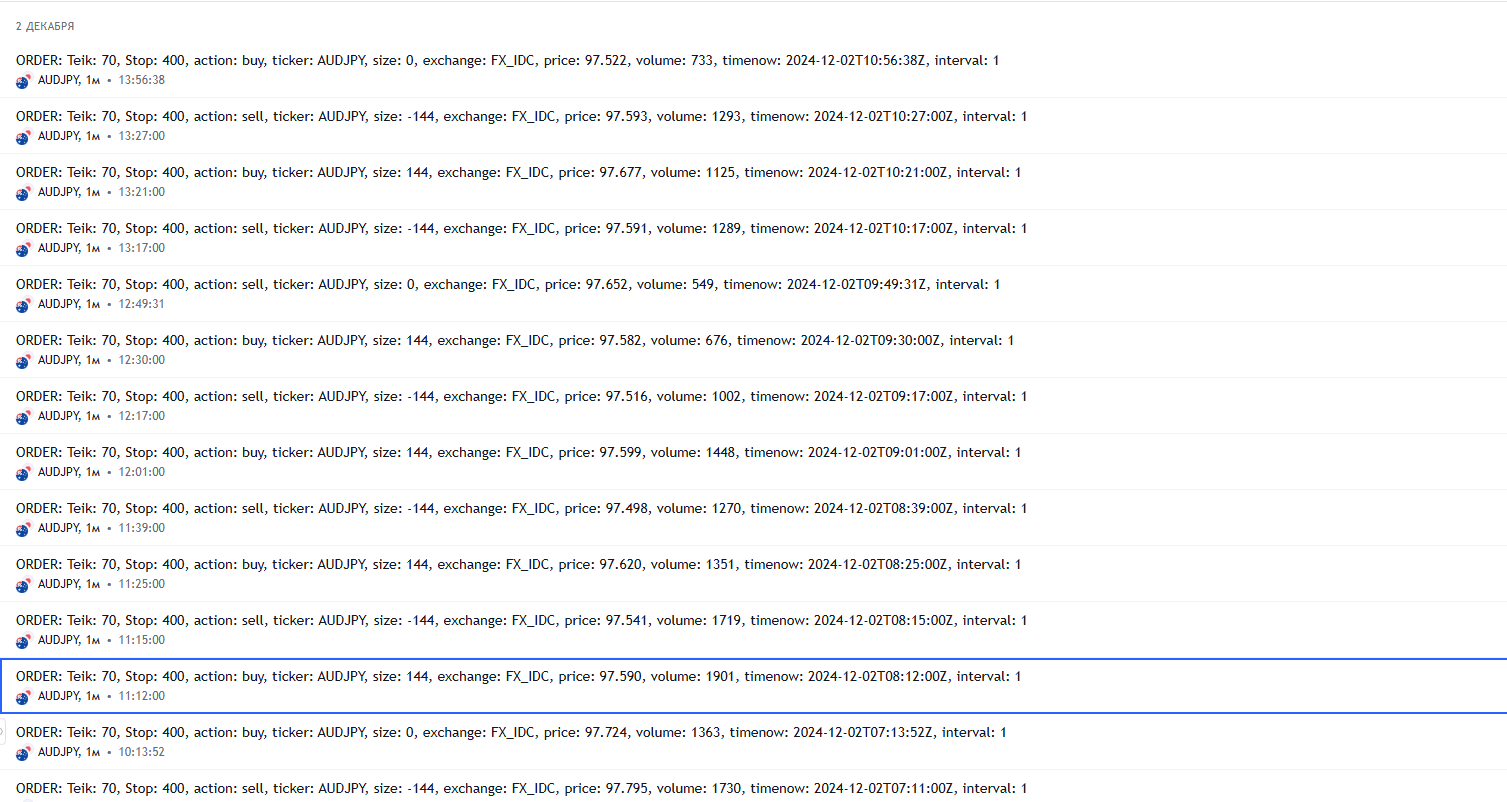 2 ДЕКАБРЯ
ORDER: Teik: 70, Stop: 400, action: buy, ticker: AUDJPY, size: 0, exchange: FX_IDC, price: 97.522, volume: 733, timenow: 2024-12-02T10:56:38Z, interval: 1
AUDJPY, 1м • 13:56:38
ORDER: Teik: 70, Stop: 400, action: sell, ticker: AUDJPY, size: -144, exchange: FX_IDC, price: 97.593, volume: 1293, timenow: 2024-12-02T10:27:00Z, interval: 1
AUDJPY, 1м • 13:27:00
ORDER: Teik: 70, Stop: 400, action: buy, ticker: AUDJPY, size: 144, exchange: FX_IDC, price: 97.677, volume: 1125, timenow: 2024-12-02T10:21:00Z, interval: 1
AUDJPY, 1м • 13:21:00
ORDER: Teik: 70, Stop: 400, action: sell, ticker: AUDJPY, size: -144, exchange: FX_IDC, price: 97.591, volume: 1289, timenow: 2024-12-02T10:17:00Z, interval: 1
AUDJPY, 1м • 13:17:00
ORDER: Teik: 70, Stop: 400, action: sell, ticker: AUDJPY, size: 0, exchange: FX_IDC, price: 97.652, volume: 549, timenow: 2024-12-02T09:49:31Z, interval: 1
AUDJPY, 1м • 12:49:31
ORDER: Teik: 70, Stop: 400, action: buy, ticker: AUDJPY, size: 144, exchange: FX_IDC, price: 97.582, volume: 676, timenow: 2024-12-02T09:30:00Z, interval: 1
AUDJPY, 1м • 12:30:00
ORDER: Teik: 70, Stop: 400, action: sell, ticker: AUDJPY, size: -144, exchange: FX_IDC, price: 97.516, volume: 1002, timenow: 2024-12-02T09:17:00Z, interval: 1
AUDJPY, 1м • 12:17:00
ORDER: Teik: 70, Stop: 400, action: buy, ticker: AUDJPY, size: 144, exchange: FX_IDC, price: 97.599, volume: 1448, timenow: 2024-12-02T09:01:00Z, interval: 1
AUDJPY, 1м • 12:01:00
ORDER: Teik: 70, Stop: 400, action: sell, ticker: AUDJPY, size: -144, exchange: FX_IDC, price: 97.498, volume: 1270, timenow: 2024-12-02T08:39:00Z, interval: 1
AUDJPY, 1м • 11:39:00
ORDER: Teik: 70, Stop: 400, action: buy, ticker: AUDJPY, size: 144, exchange: FX_IDC, price: 97.620, volume: 1351, timenow: 2024-12-02T08:25:00Z, interval: 1
AUDJPY, 1м • 11:25:00
ORDER: Teik: 70, Stop: 400, action: sell, ticker: AUDJPY, size: -144, exchange: FX_IDC, price: 97.541, volume: 1719, timenow: 2024-12-02T08:15:00Z, interval: 1
AUDJPY, 1м • 11:15:00
ORDER: Teik: 70, Stop: 400, action: buy, ticker: AUDJPY, size: 144, exchange: FX_IDC, price: 97.590, volume: 1901, timenow: 2024-12-02T08:12:00Z, interval: 1
AUDJPY, 1м • 11:12:00
ORDER: Teik: 70, Stop: 400, action: buy, ticker: AUDJPY, size: 0, exchange: FX_IDC, price: 97.724, volume: 1363, timenow: 2024-12-02T07:13:52Z, interval: 1
AUDJPY, 1м • 10:13:52
ORDER: Teik: 70, Stop: 400, action: sell, ticker: AUDJPY, size: -144, exchange: FX_IDC, price: 97.795, volume: 1730, timenow: 2024-12-02T07:11:00Z, interval: 1